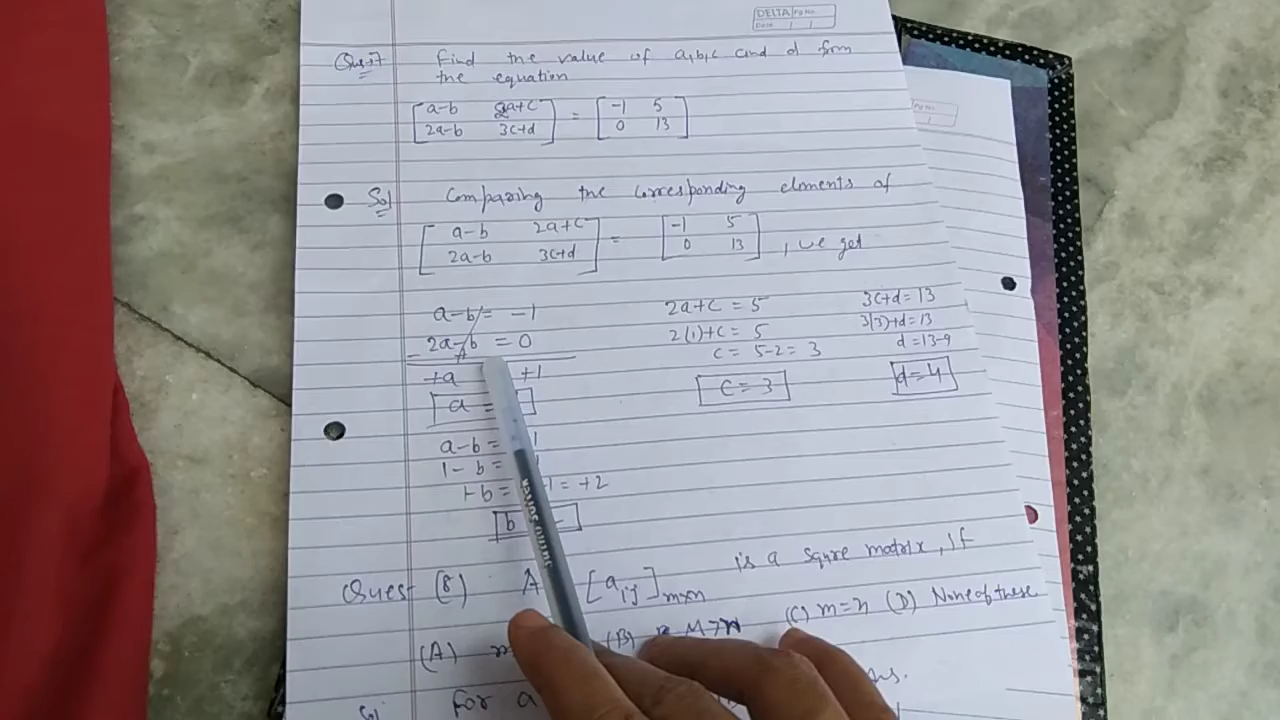 DELTA Pg No.
Date
Ques:7 Find the value of a,b,c and d from
the equation
[a-b 2a+c] = [-1 5]
[2a-b 3c+d] [0 13]
Sol Comparing the corresponding elments of
[a-b 2a+c] = [-1 5]
[2a-b 3c+d] [0 13] , we get
a-b = -1
2a-b = 0
+a +1
a =
a-b =
1-b =
+b = = +2
b
2a+c = 5
2(1)+c = 5
c = 5-2 = 3
c = 3
3c+d=13
3(3)+d=13
d=13-9
d=4
Ques (8) A [aij]m×n is a sqyre matrix, if
(A) (B) M>n (C) m=n (D) None of these
Sol For a